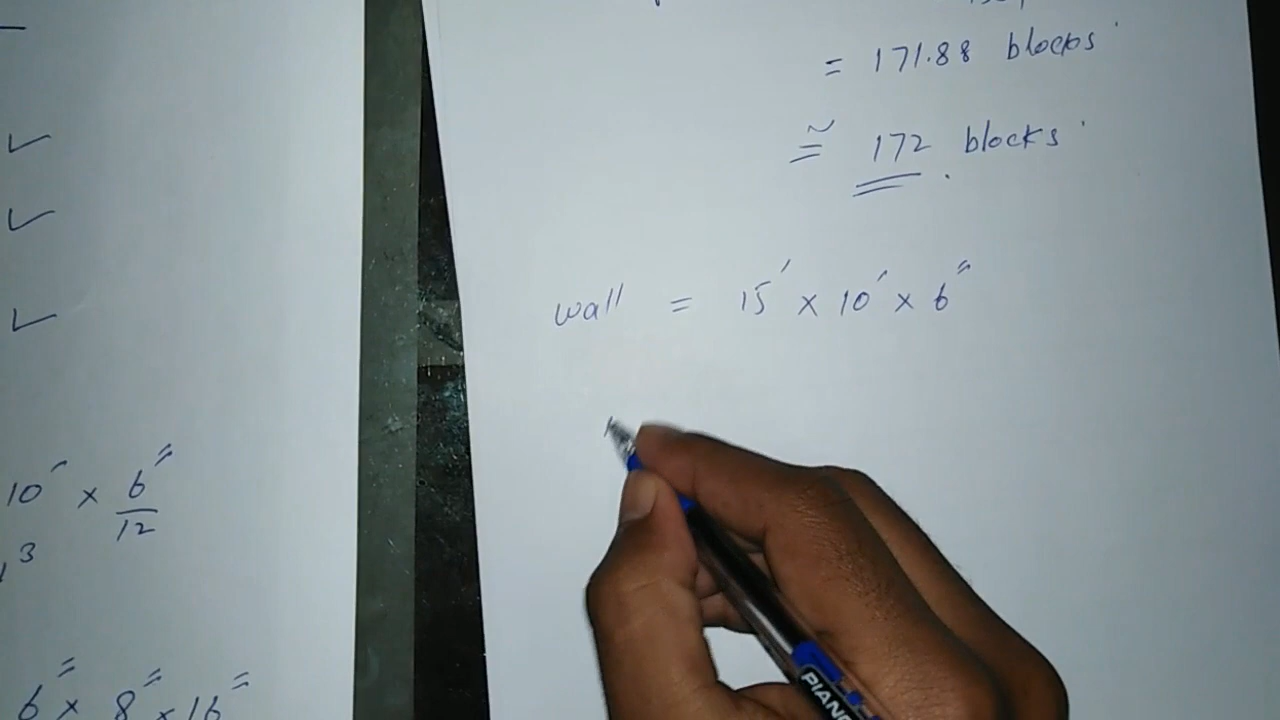 = 171.88 blocks
≅ 172 blocks.
wall = 15' x 10' x 6"
10' x 6"/12
3
6" x 8" x 16"
PIANO